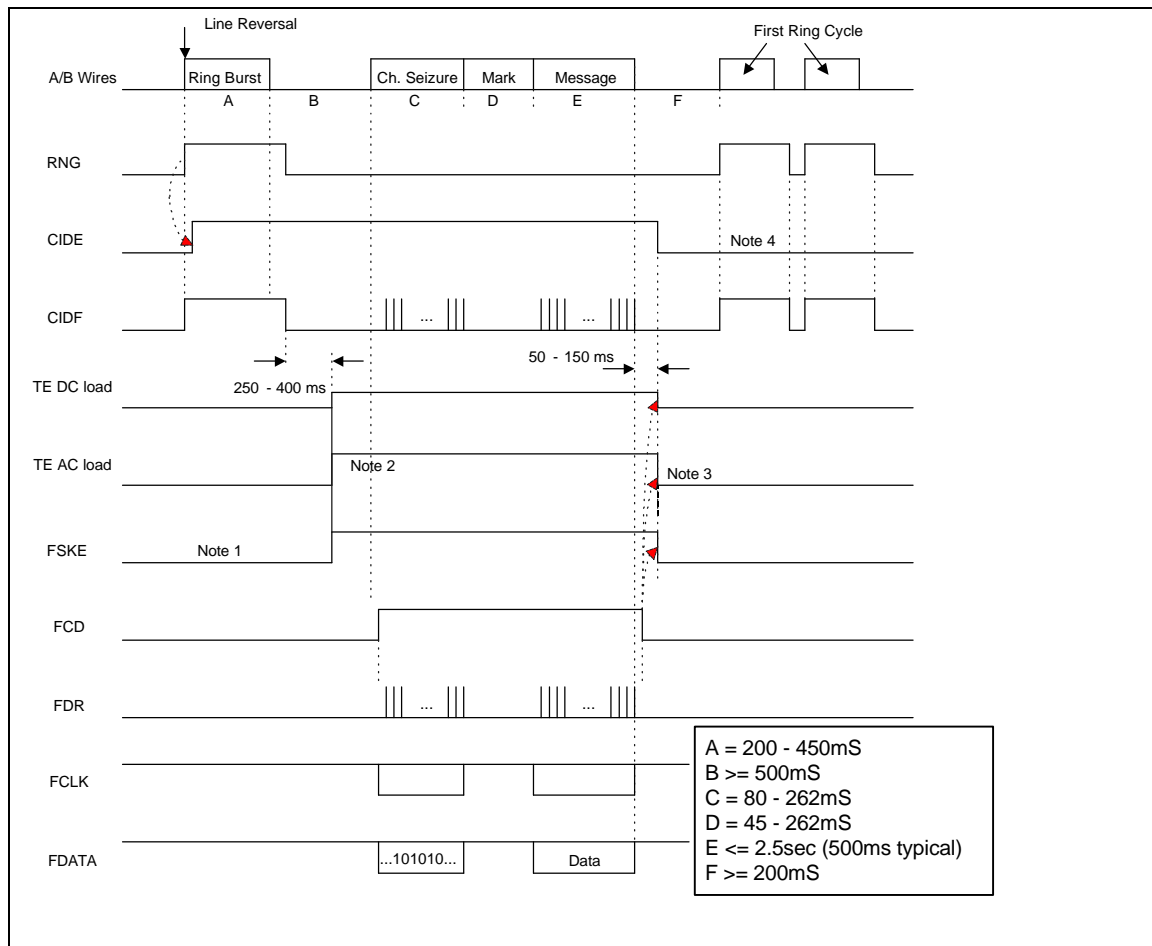 Line Reversal
First Ring Cycle
A/B Wires
Ring Burst
Ch. Seizure
Mark
Message
A
B
C
D
E
F
RNG
CIDE
Note 4
CIDF
...
...
50 - 150 ms
250 - 400 ms
TE DC load
TE AC load
Note 2
Note 3
FSKE
Note 1
FCD
FDR
...
...
FCLK
FDATA
...101010...
Data
A = 200 - 450mS
B >= 500mS
C = 80 - 262mS
D = 45 - 262mS
E <= 2.5sec (500ms typical)
F >= 200mS